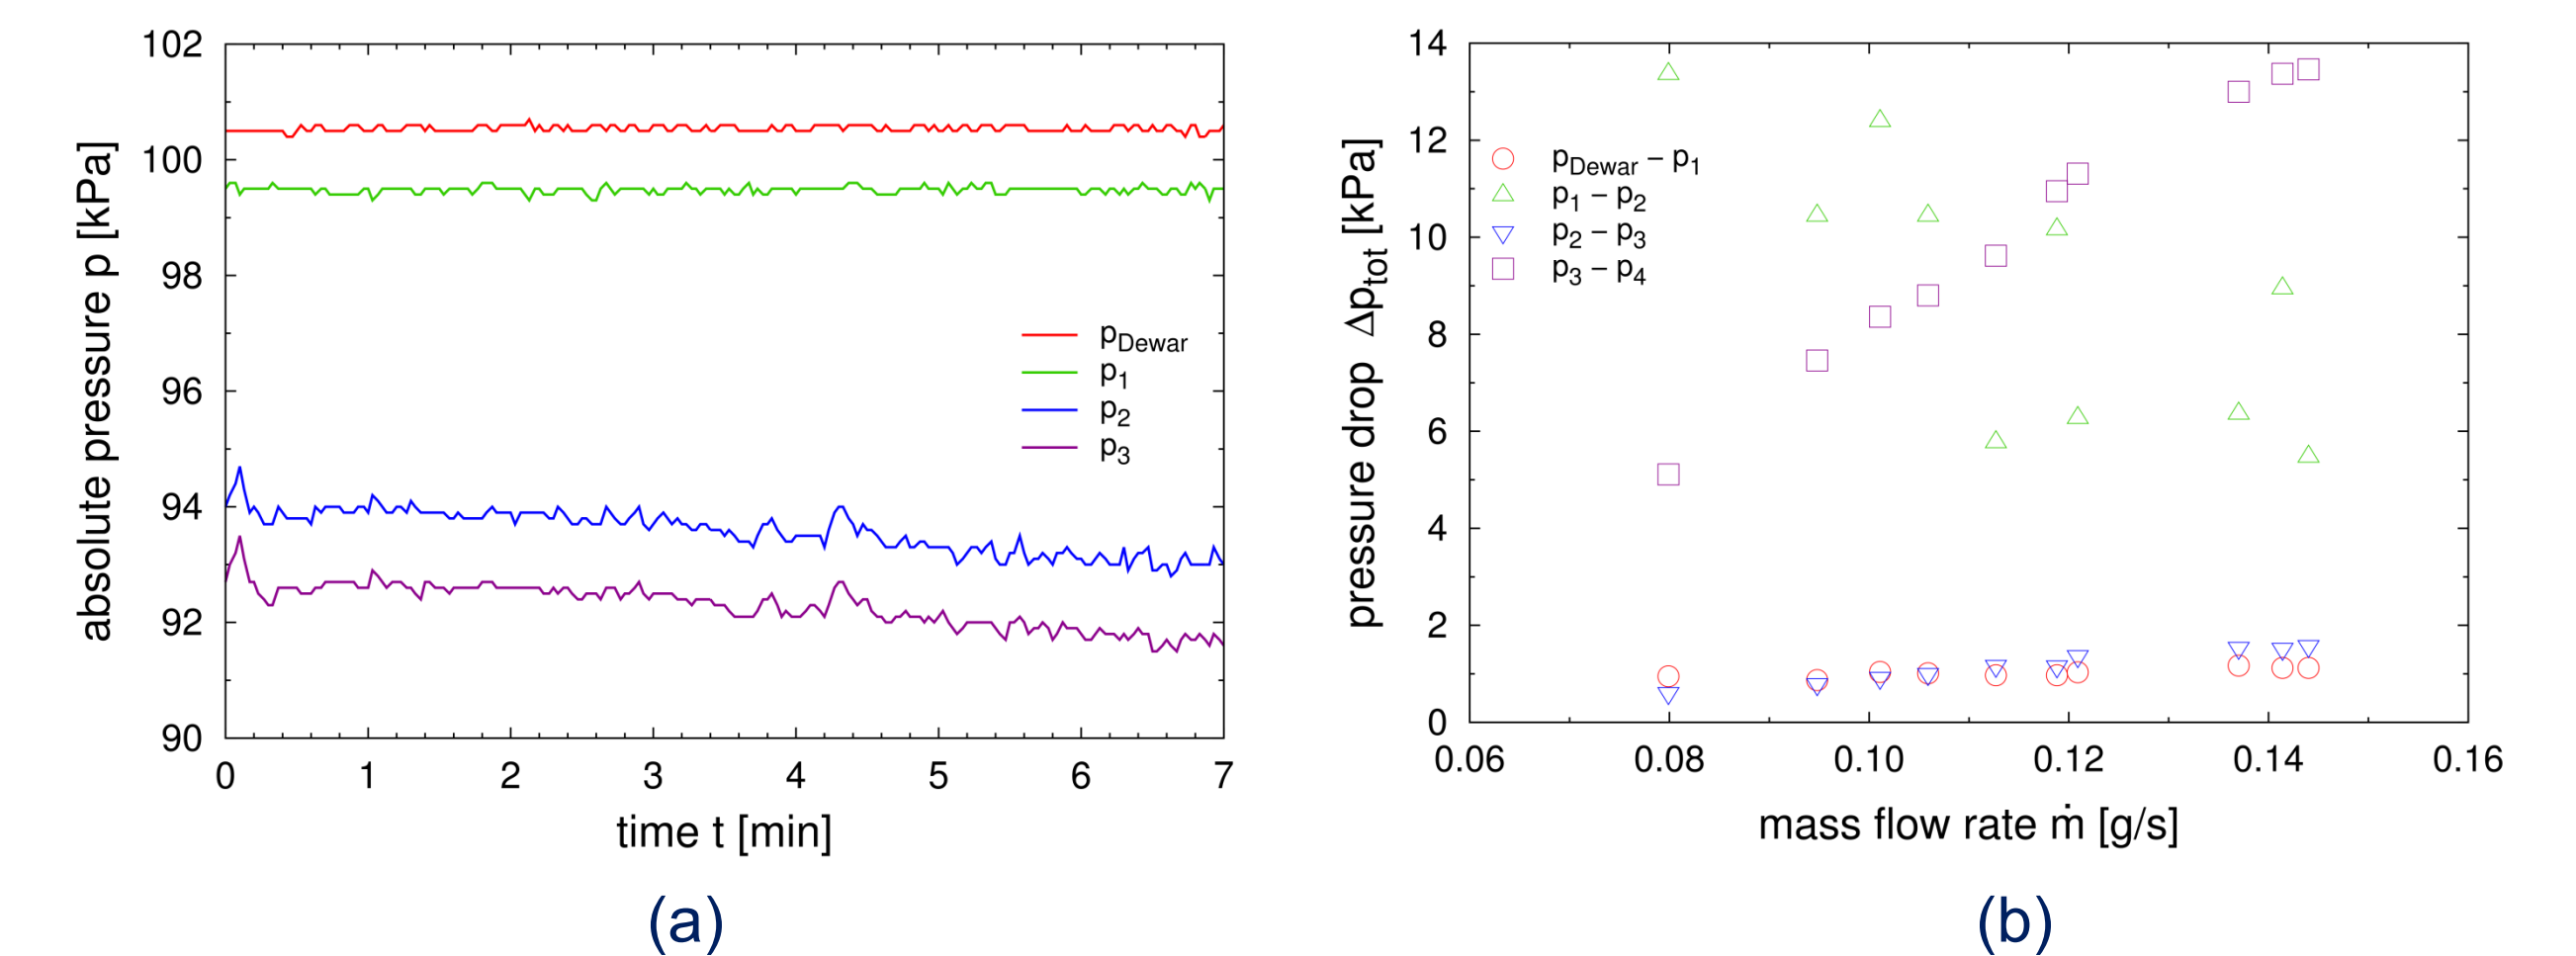 absolute pressure p [kPa]
102
100
98
96
94
92
90
0 1 2 3 4 5 6 7
time t [min]
pDewar
p1
p2
p3
(a)
pressure drop Δptot [kPa]
14
12
10
8
6
4
2
0
0.06 0.08 0.10 0.12 0.14 0.16
mass flow rate ṁ [g/s]
pDewar – p1
p1 – p2
p2 – p3
p3 – p4
(b)